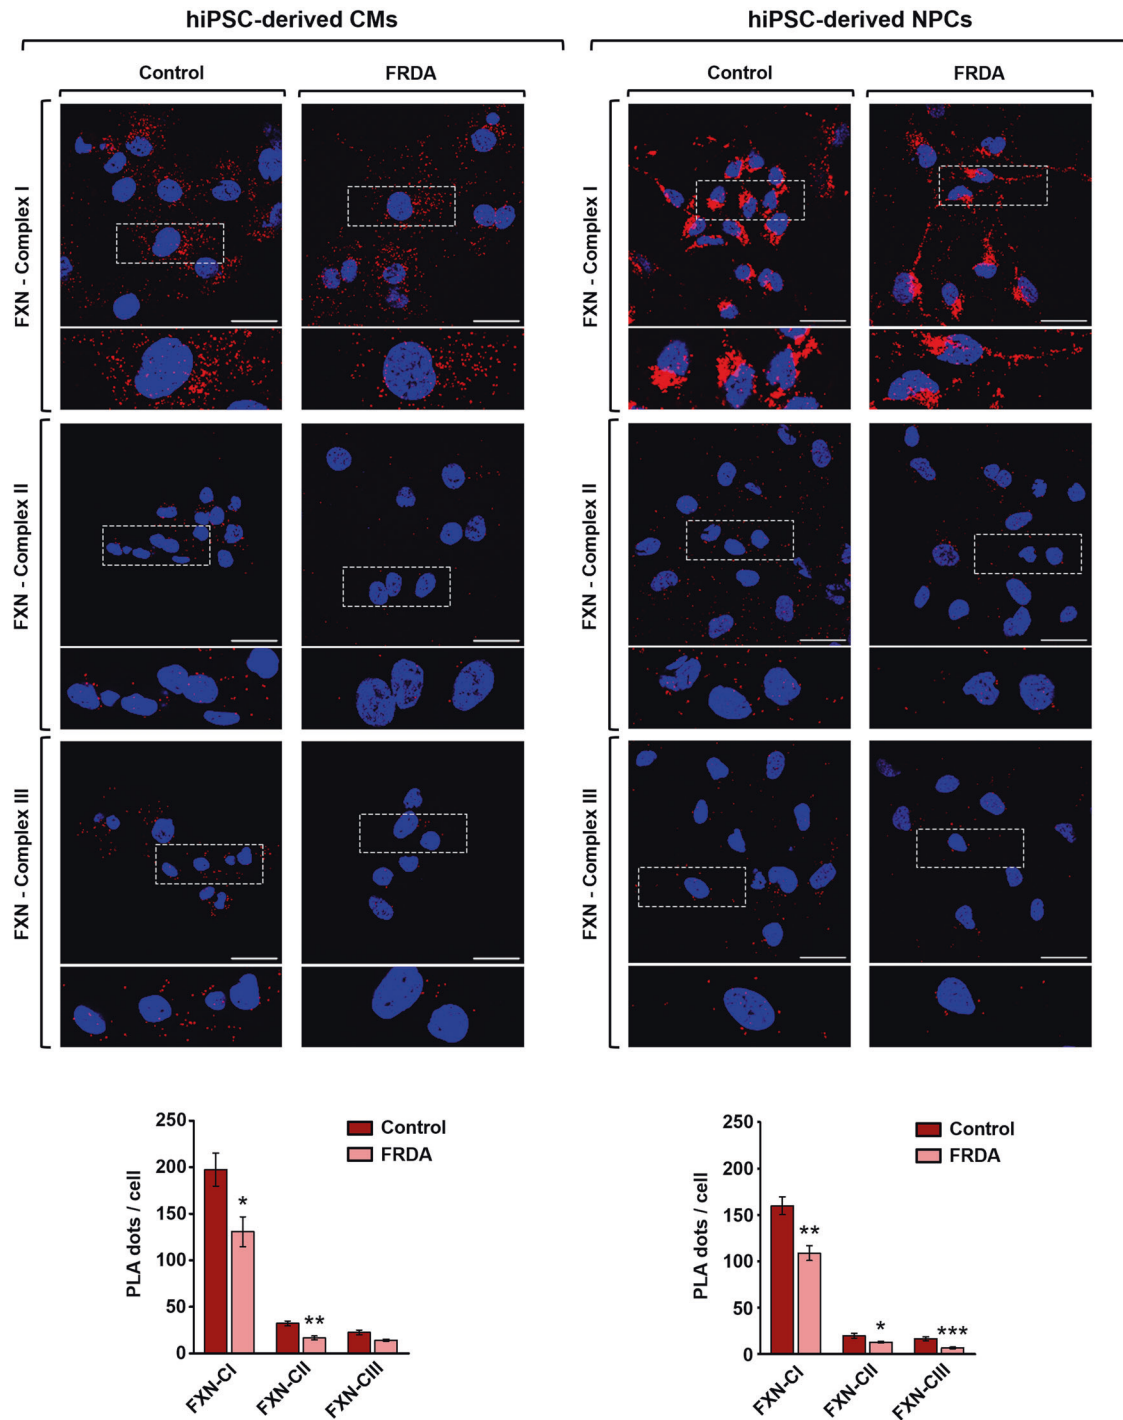 hiPSC-derived CMs
hiPSC-derived NPCs
Control
FRDA
Control
FRDA
FXN - Complex I
FXN - Complex I
FXN - Complex II
FXN - Complex II
FXN - Complex III
FXN - Complex III
PLA dots / cell
250
200
150
100
50
0
Control
FRDA
*
**
FXN-CI
FXN-CII
FXN-CIII
PLA dots / cell
250
200
150
100
50
0
Control
FRDA
**
*
***
FXN-CI
FXN-CII
FXN-CIII